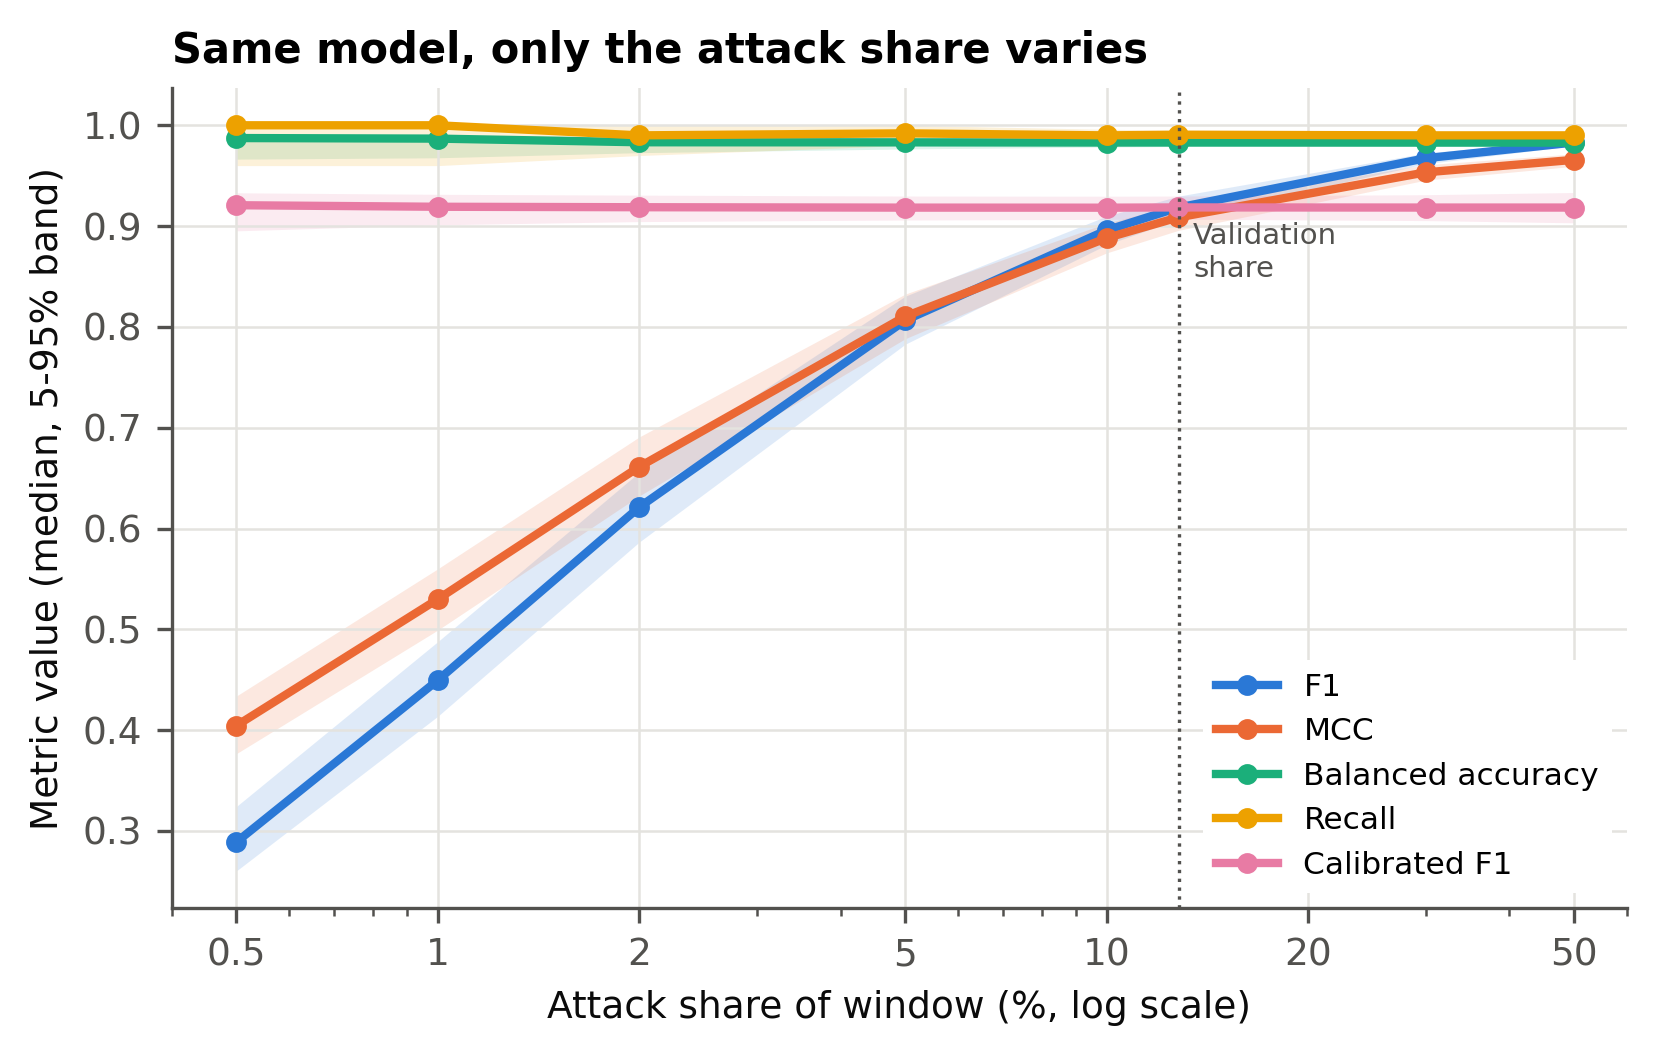 Same model, only the attack share varies
Metric value (median, 5-95% band)
1.0
0.9
0.8
0.7
0.6
0.5
0.4
0.3
Validation
share
F1
MCC
Balanced accuracy
Recall
Calibrated F1
0.5 1 2 5 10 20 50
Attack share of window (%, log scale)